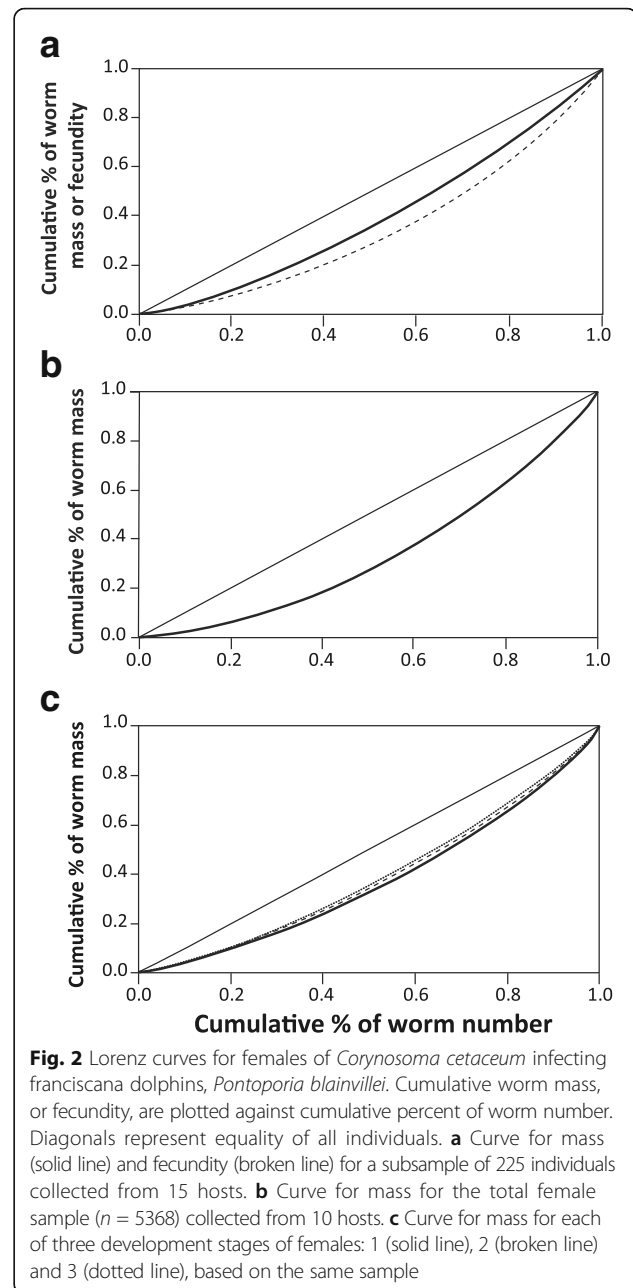 a
Cumulative % of worm
mass or fecundity
1.0
0.8
0.6
0.4
0.2
0.0
0.0 0.2 0.4 0.6 0.8 1.0
b
Cumulative % of worm mass
1.0
0.8
0.6
0.4
0.2
0.0
0.0 0.2 0.4 0.6 0.8 1.0
c
Cumulative % of worm mass
1.0
0.8
0.6
0.4
0.2
0.0
0.0 0.2 0.4 0.6 0.8 1.0
Cumulative % of worm number
Fig. 2 Lorenz curves for females of Corynosoma cetaceum infecting
franciscana dolphins, Pontoporia blainvillei. Cumulative worm mass,
or fecundity, are plotted against cumulative percent of worm number.
Diagonals represent equality of all individuals. a Curve for mass
(solid line) and fecundity (broken line) for a subsample of 225 individuals
collected from 15 hosts. b Curve for mass for the total female
sample (n = 5368) collected from 10 hosts. c Curve for mass for each
of three development stages of females: 1 (solid line), 2 (broken line)
and 3 (dotted line), based on the same sample